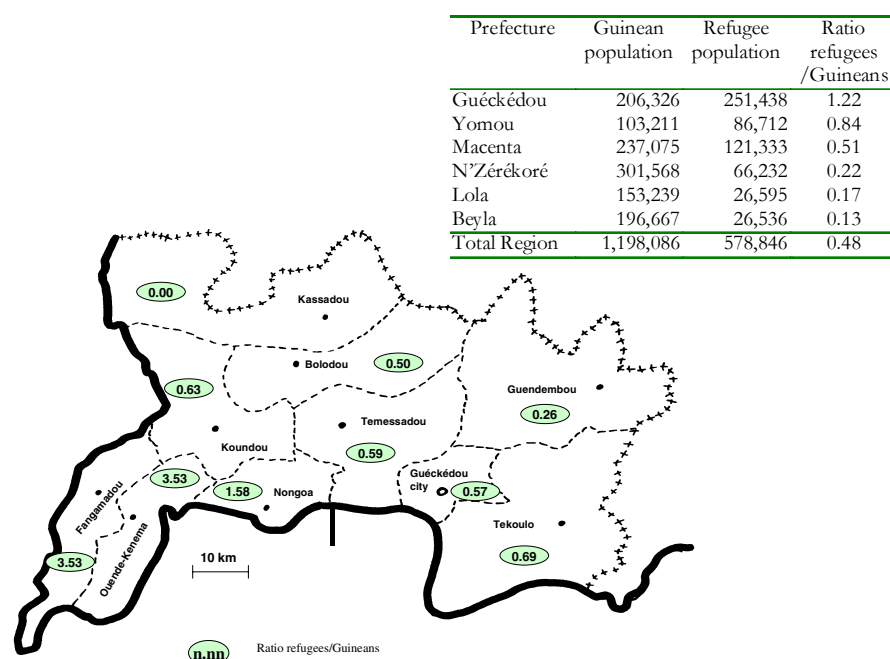 Prefecture Guinean population Refugee population Ratio refugees /Guineans
Guéckédou 206,326 251,438 1.22
Yomou 103,211 86,712 0.84
Macenta 237,075 121,333 0.51
N'Zérékoré 301,568 66,232 0.22
Lola 153,239 26,595 0.17
Beyla 196,667 26,536 0.13
Total Region 1,198,086 578,846 0.48
0.00
Kassadou
Bolodou
0.50
0.63
Guendembou
0.26
Temessadou
0.59
Koundou
3.53
1.58
Nongoa
Guéckédou
city
0.57
Fangamadou
Ouende-Kenema
Tekoulo
0.69
3.53
10 km
n.nn
Ratio refugees/Guineans